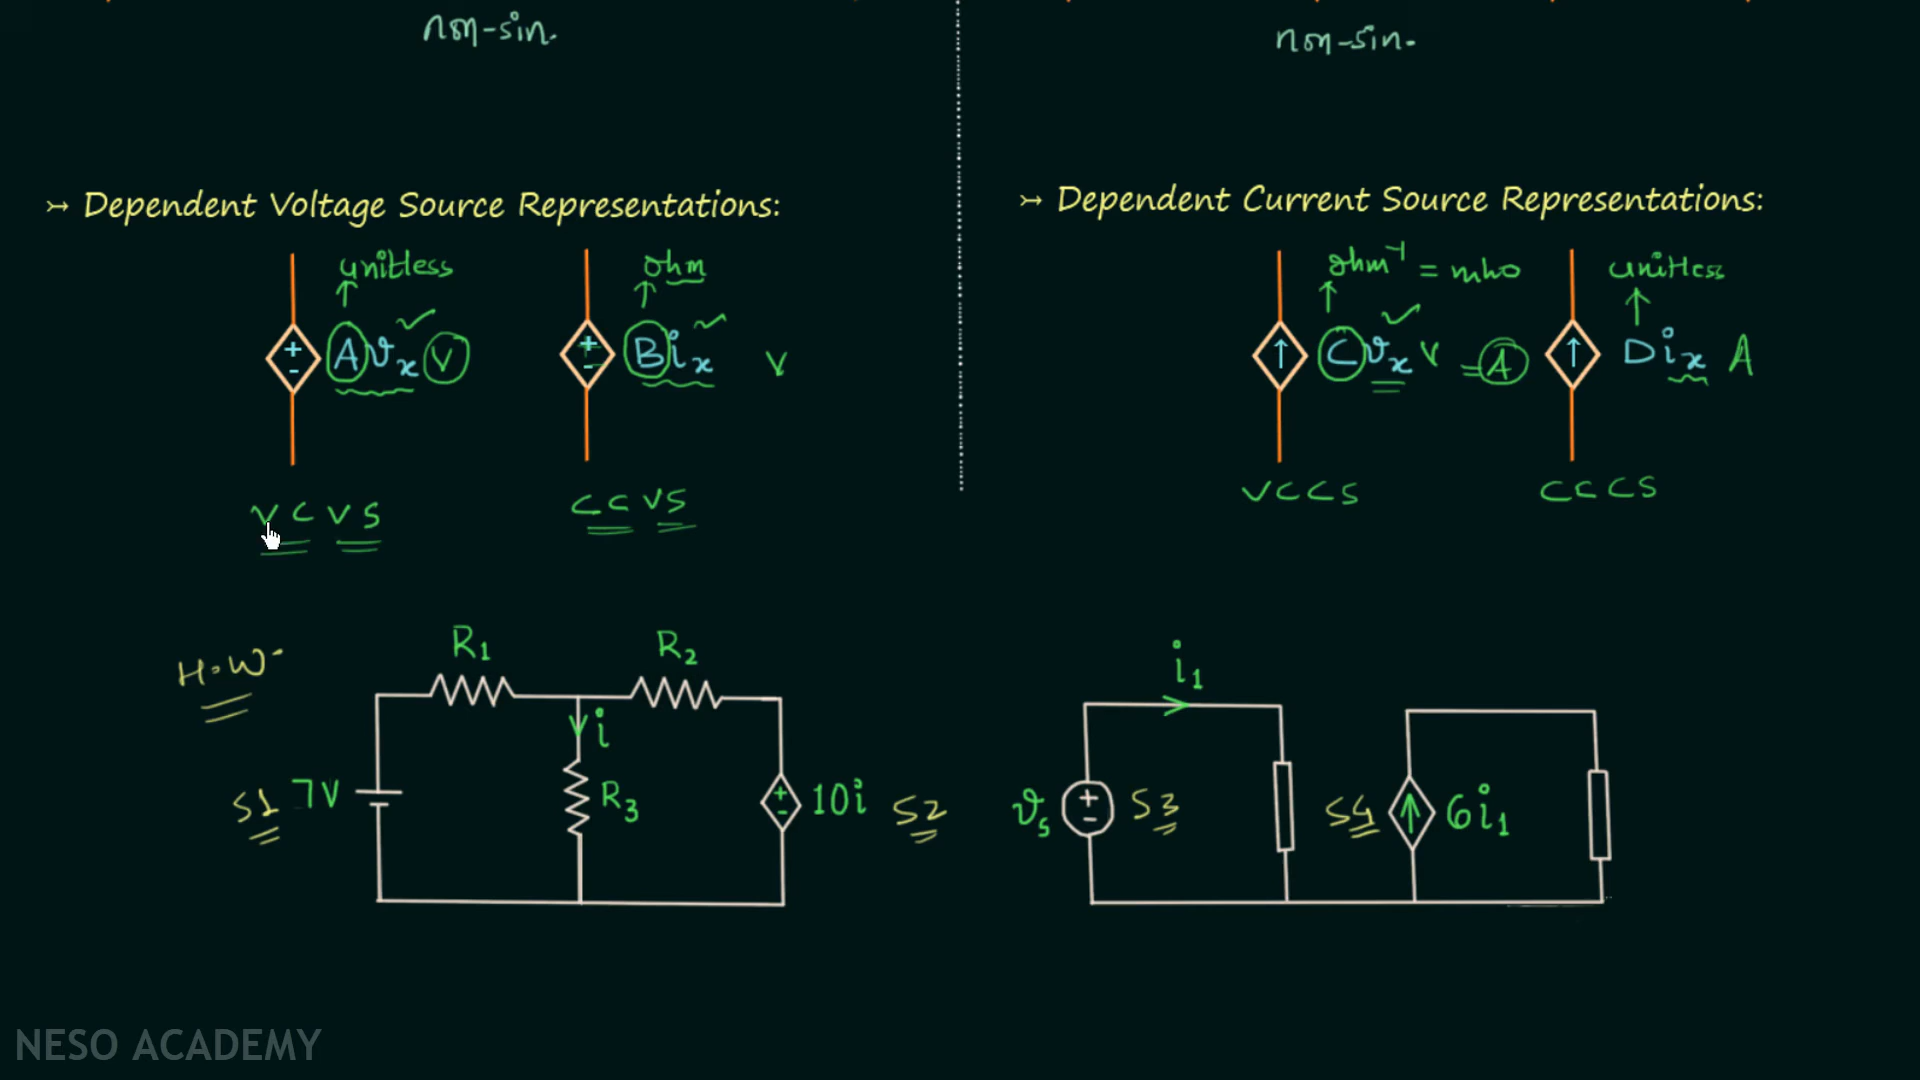 non-sin.
non-sin.
↣ Dependent Voltage Source Representations:
unitless
ohm
+ - Avx V
+ - Bix V
VCVS
CCVS
↣ Dependent Current Source Representations:
ohm⁻¹ = mho
unitless
Cvx V = A
Dix A
VCCS
CCCS
H.W.
R1
R2
i
S1 7V
R3
+ - 10i S2
i1
vs + - S3
S4 6i1
NESO ACADEMY